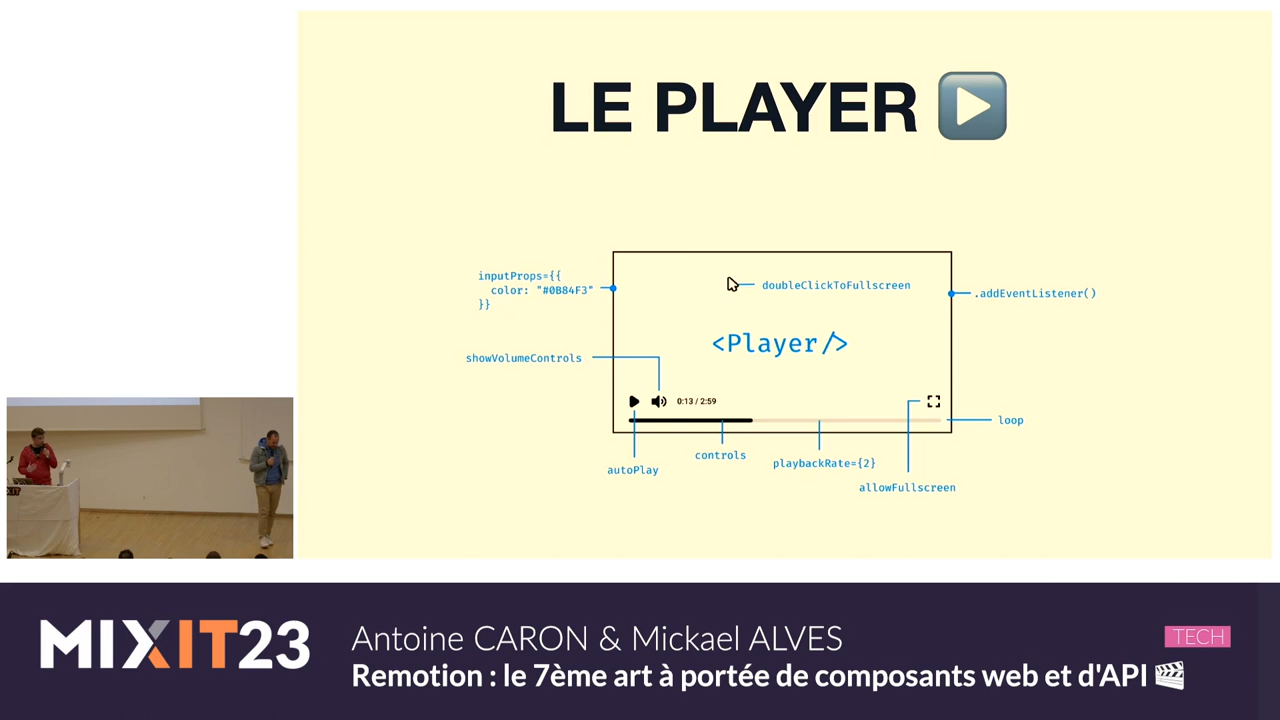 LE PLAYER
inputProps={{
color: "#0B84F3"
}}
doubleClickToFullscreen
.addEventListener()
<Player/>
showVolumeControls
0:13 / 2:59
loop
controls
autoPlay
playbackRate={2}
allowFullscreen
MIXIT23
Antoine CARON & Mickael ALVES
TECH
Remotion : le 7ème art à portée de composants web et d'API